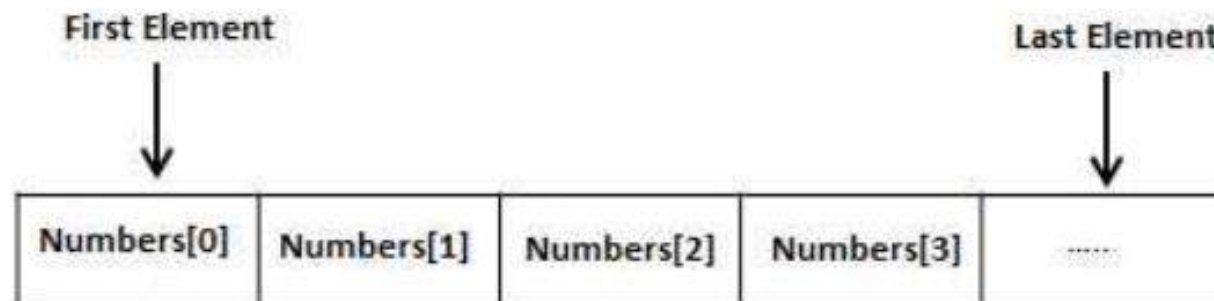 First Element
Last Element
Numbers[0] Numbers[1] Numbers[2] Numbers[3] ......